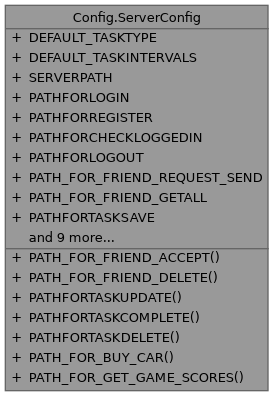 Config.ServerConfig
+ DEFAULT_TASKTYPE
+ DEFAULT_TASKINTERVALS
+ SERVERPATH
+ PATHFORLOGIN
+ PATHFORREGISTER
+ PATHFORCHECKLOGGEDIN
+ PATHFORLOGOUT
+ PATH_FOR_FRIEND_REQUEST_SEND
+ PATH_FOR_FRIEND_GETALL
+ PATHFORTASKSAVE
and 9 more...
+ PATH_FOR_FRIEND_ACCEPT()
+ PATH_FOR_FRIEND_DELETE()
+ PATHFORTASKUPDATE()
+ PATHFORTASKCOMPLETE()
+ PATHFORTASKDELETE()
+ PATH_FOR_BUY_CAR()
+ PATH_FOR_GET_GAME_SCORES()